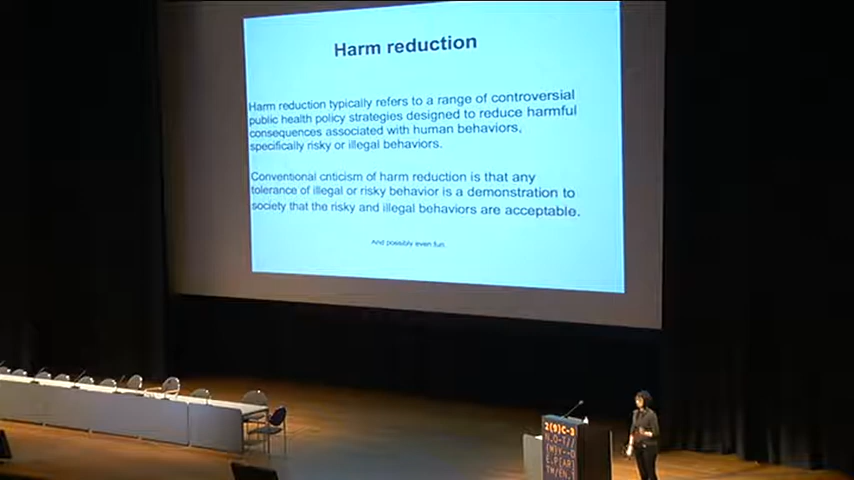 Harm reduction
Harm reduction typically refers to a range of controversial
public health policy strategies designed to reduce harmful
consequences associated with human behaviors,
specifically risky or illegal behaviors.
Conventional criticism of harm reduction is that any
tolerance of illegal or risky behavior is a demonstration to
society that the risky and illegal behaviors are acceptable.
And possibly even fun.
2(9)C-3
N.O-T/